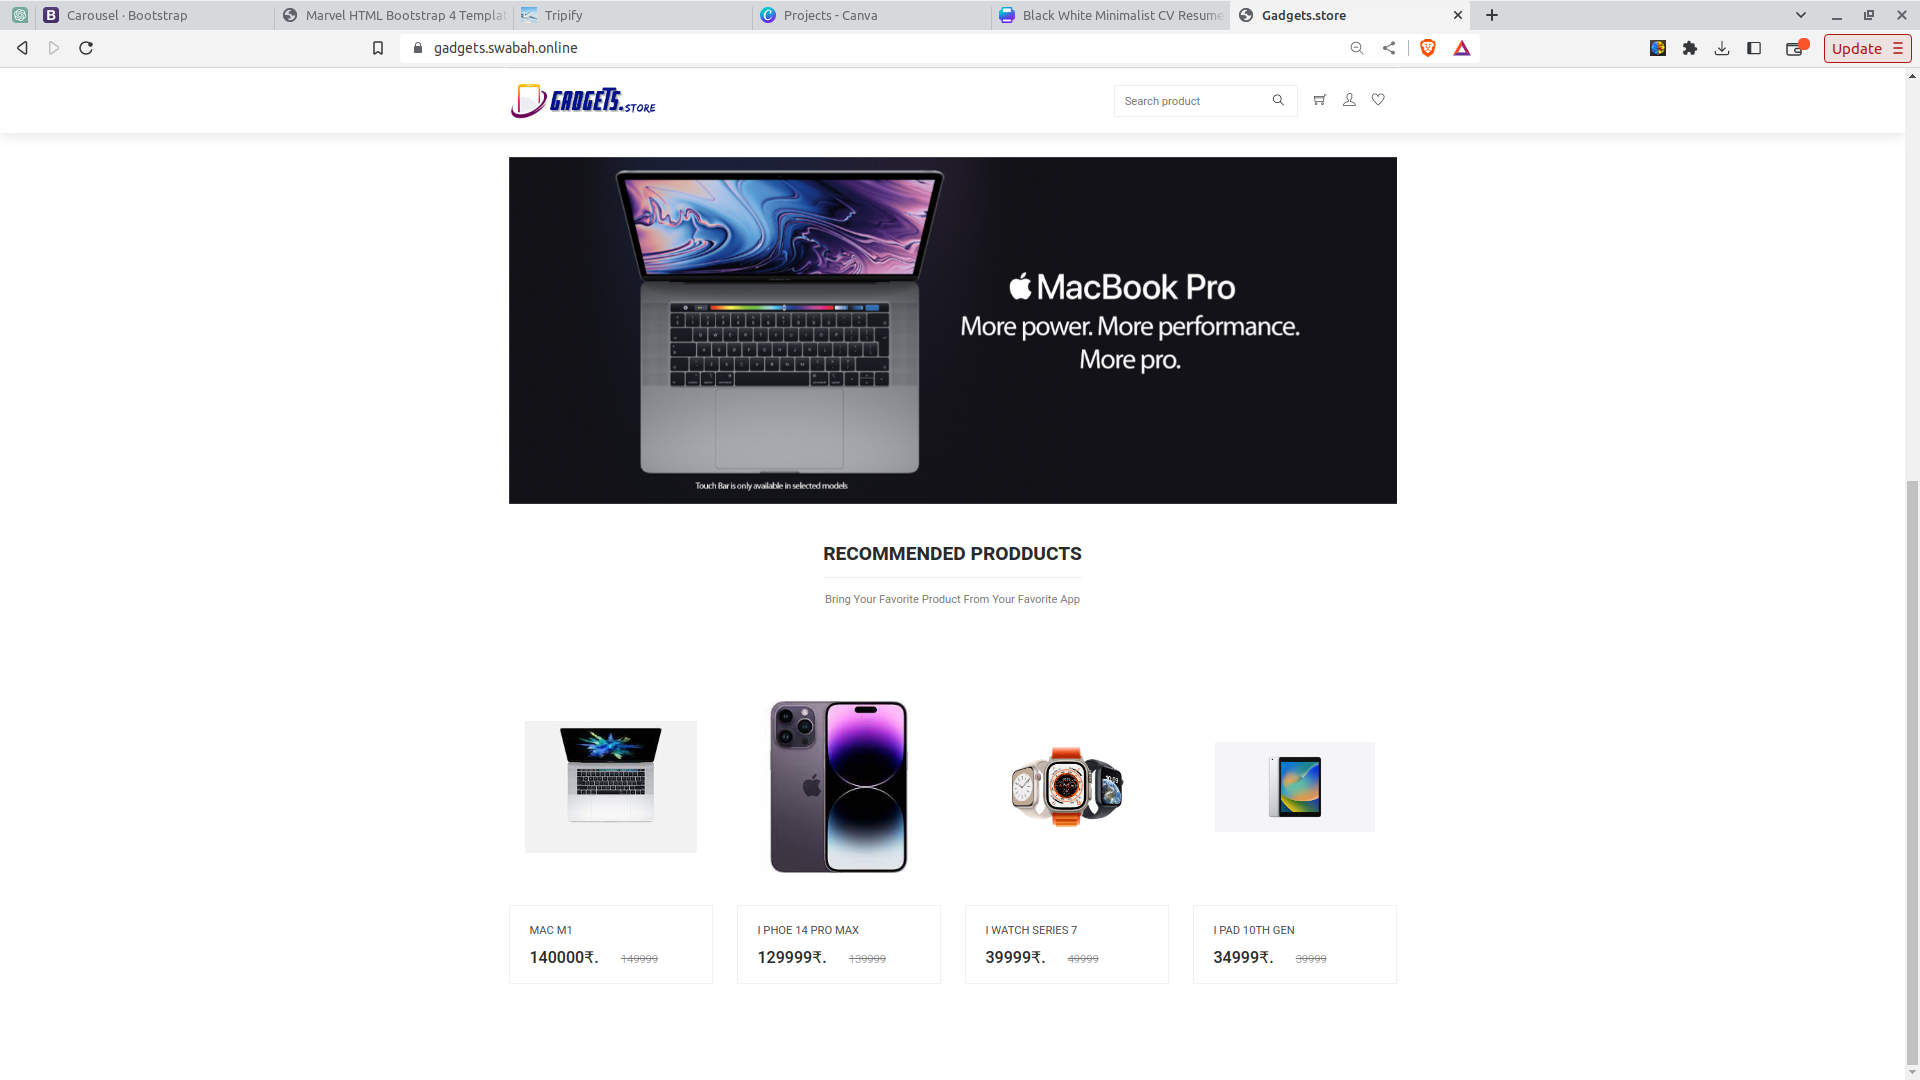 Carousel · Bootstrap
Marvel HTML Bootstrap 4 Templat
Tripify
Projects - Canva
Black White Minimalist CV Resume
Gadgets.store
gadgets.swabah.online
Update
GADGETS.STORE
Search product
MacBook Pro
More power. More performance.
More pro.
Touch Bar is only available in selected models
RECOMMENDED PRODDUCTS
Bring Your Favorite Product From Your Favorite App
MAC M1
140000₹. 149999
I PHOE 14 PRO MAX
129999₹. 139999
I WATCH SERIES 7
39999₹. 49999
I PAD 10TH GEN
34999₹. 39999